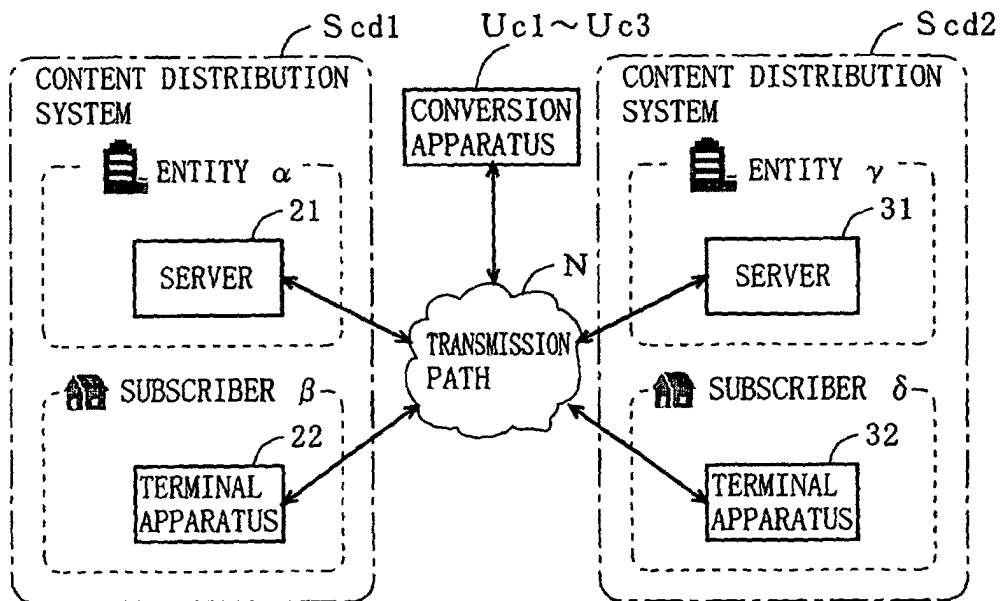 Scd1
Uc1～Uc3
Scd2
CONTENT DISTRIBUTION
SYSTEM
CONVERSION
APPARATUS
CONTENT DISTRIBUTION
SYSTEM
ENTITY α
21
SERVER
ENTITY γ
31
SERVER
N
TRANSMISSION
PATH
SUBSCRIBER β
22
TERMINAL
APPARATUS
SUBSCRIBER δ
32
TERMINAL
APPARATUS